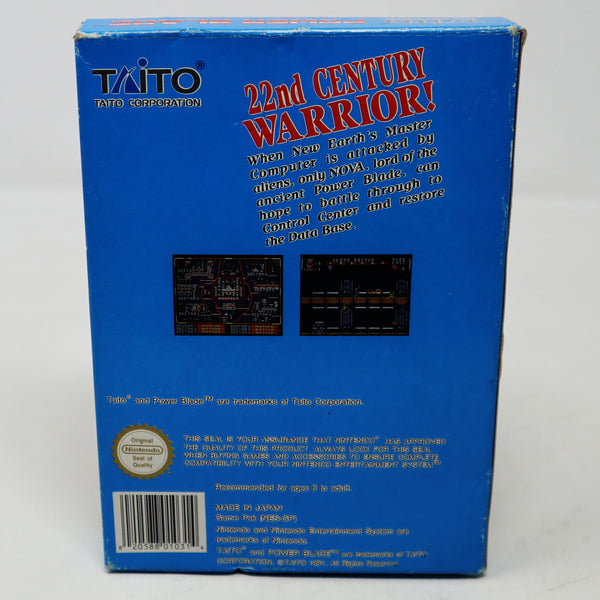 TAITO®
TAITO CORPORATION
22nd CENTURY
WARRIOR!
When New Earth's Master
Computer is attacked by
aliens, only NOVA, lord of the
ancient Power Blade, can
hope to battle through to
Control Center and restore
the Data Base.
Taito® and Power Blade™ are trademarks of Taito Corporation.
Original
Nintendo
Seal of
Quality
THIS SEAL IS YOUR ASSURANCE THAT NINTENDO® HAS APPROVED
THE QUALITY OF THIS PRODUCT. ALWAYS LOOK FOR THIS SEAL
WHEN BUYING GAMES AND ACCESSORIES TO ENSURE COMPLETE
COMPATIBILITY WITH YOUR NINTENDO ENTERTAINMENT SYSTEM™
Recommended for ages 8 to adult.
MADE IN JAPAN
Game Pak (NES-GP)
Nintendo and Nintendo Entertainment System are
trademarks of Nintendo.
TAITO® and POWER BLADE™ are trademarks of TAITO
CORPORATION. ©TAITO 1991. All Rights Reserved.
0 20588 01031 4